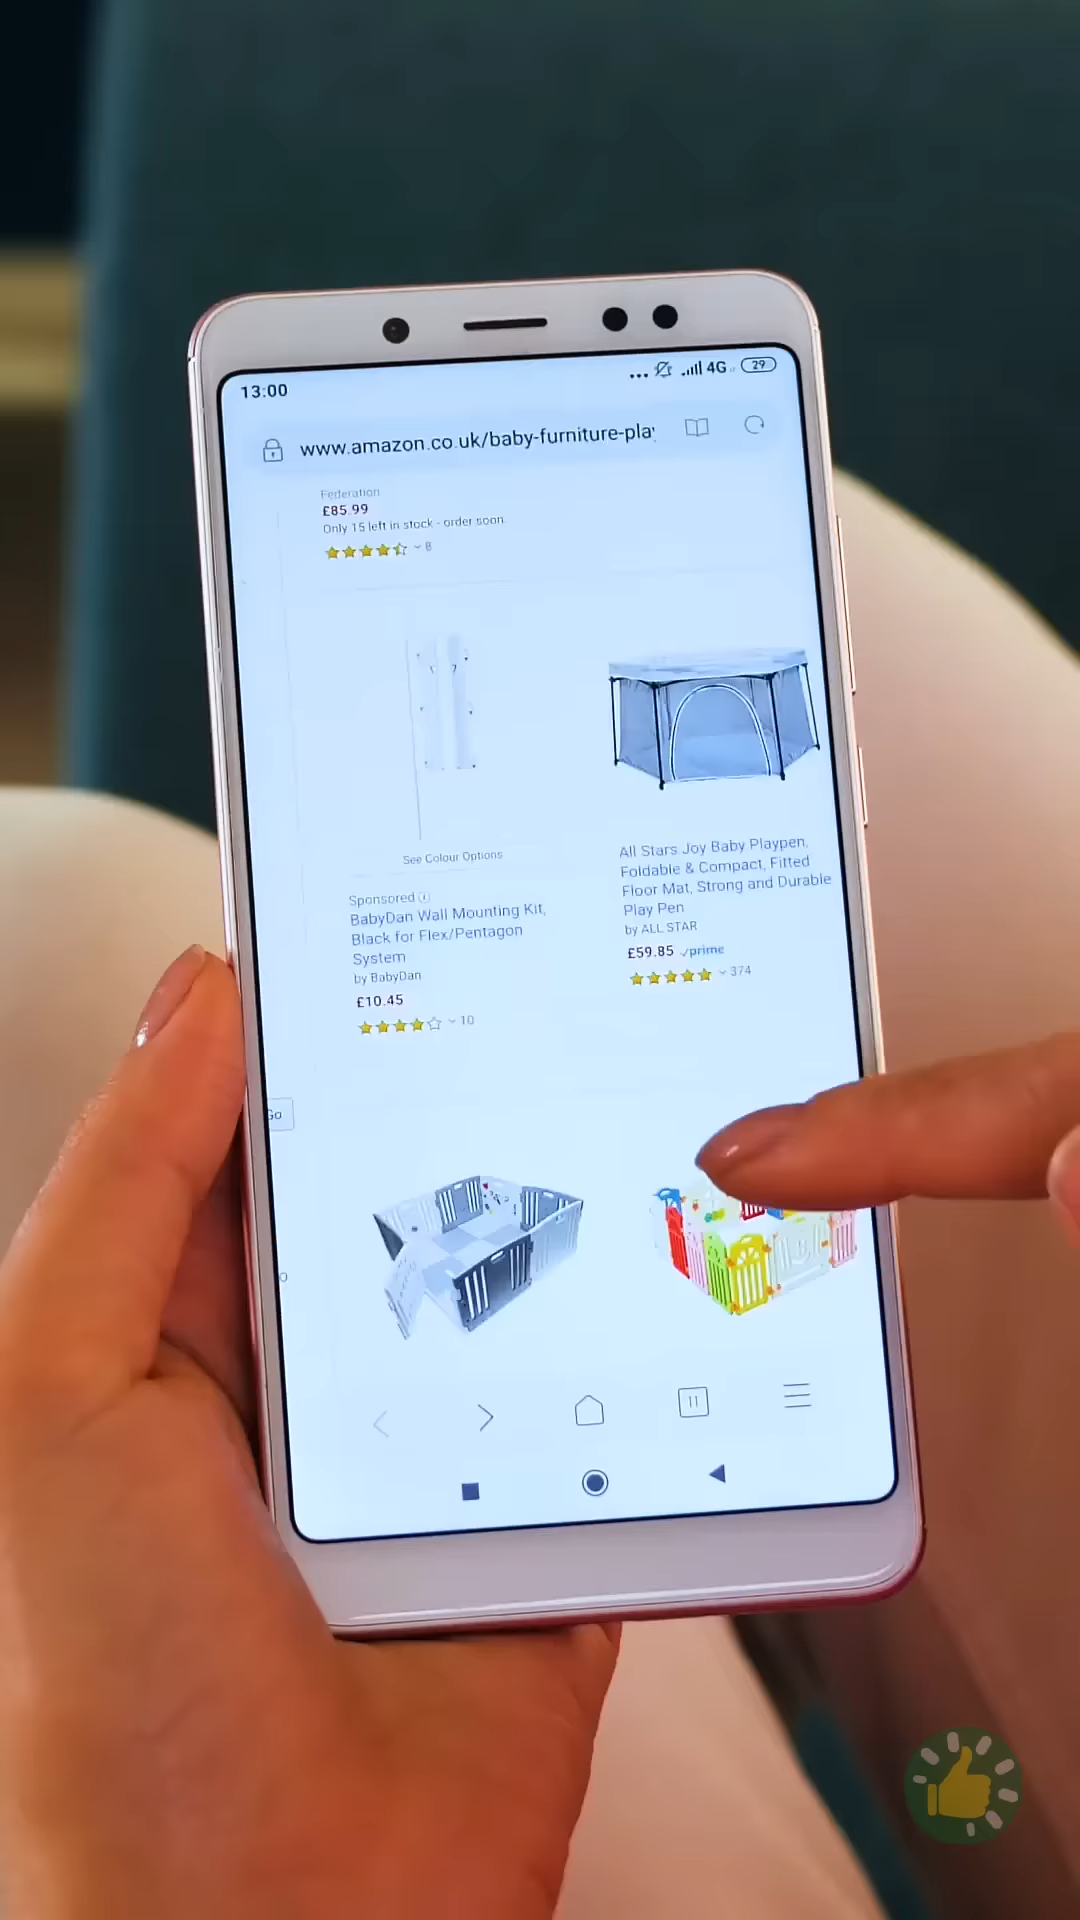 13:00
4G
29
www.amazon.co.uk/baby-furniture-pla
Federation
£85.99
Only 15 left in stock - order soon.
8
See Colour Options
Sponsored
BabyDan Wall Mounting Kit,
Black for Flex/Pentagon
System
by BabyDan
£10.45
10
All Stars Joy Baby Playpen,
Foldable & Compact, Fitted
Floor Mat, Strong and Durable
Play Pen
by ALL STAR
£59.85 prime
374
Go